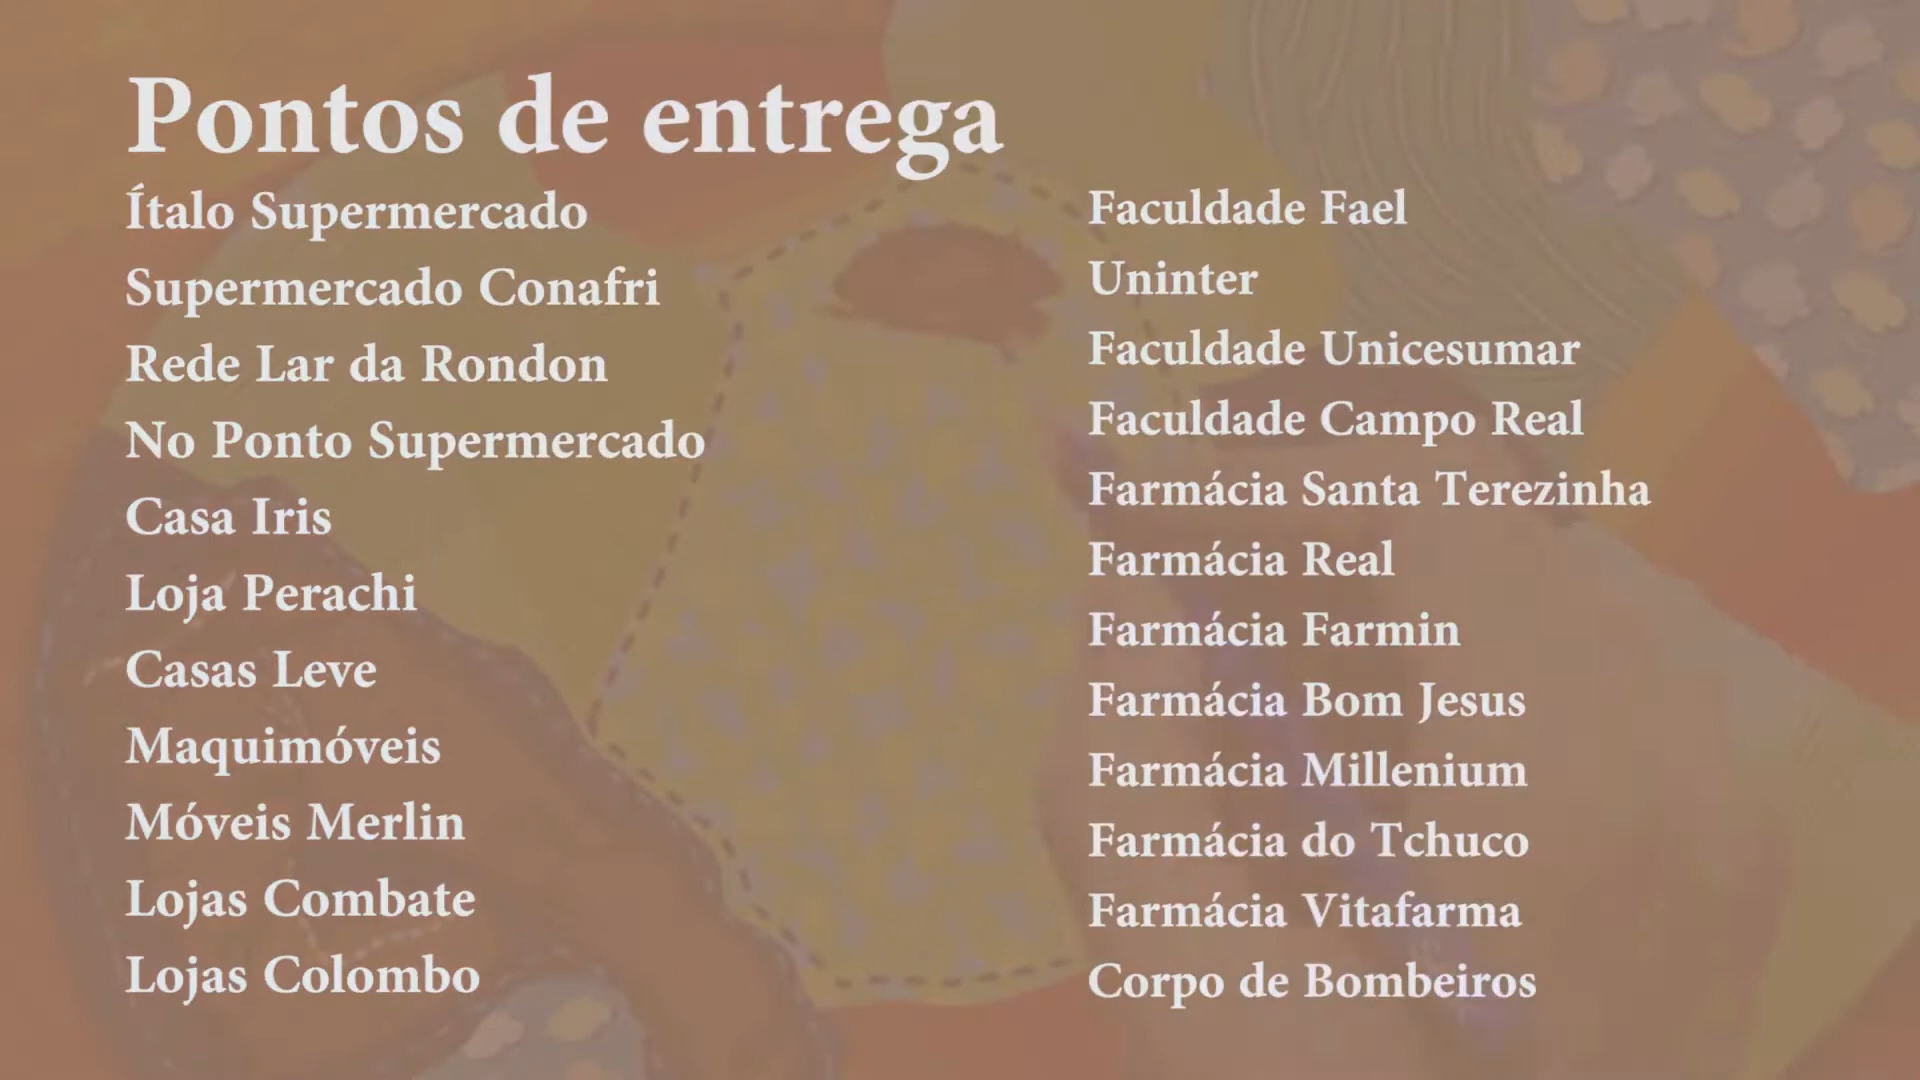 Pontos de entrega
Ítalo Supermercado
Supermercado Conafri
Rede Lar da Rondon
No Ponto Supermercado
Casa Iris
Loja Perachi
Casas Leve
Maquimóveis
Móveis Merlin
Lojas Combate
Lojas Colombo
Faculdade Fael
Uninter
Faculdade Unicesumar
Faculdade Campo Real
Farmácia Santa Terezinha
Farmácia Real
Farmácia Farmin
Farmácia Bom Jesus
Farmácia Millenium
Farmácia do Tchuco
Farmácia Vitafarma
Corpo de Bombeiros